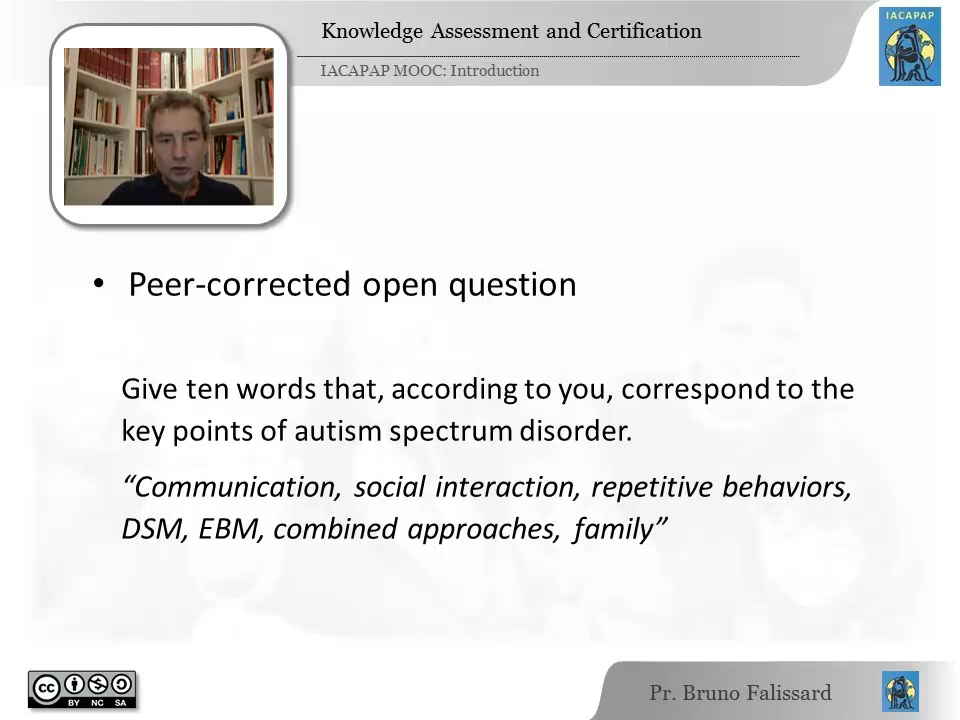 Knowledge Assessment and Certification
IACAPAP MOOC: Introduction
IACAPAP
• Peer-corrected open question
Give ten words that, according to you, correspond to the
key points of autism spectrum disorder.
“Communication, social interaction, repetitive behaviors,
DSM, EBM, combined approaches, family”
cc
BY NC SA
Pr. Bruno Falissard